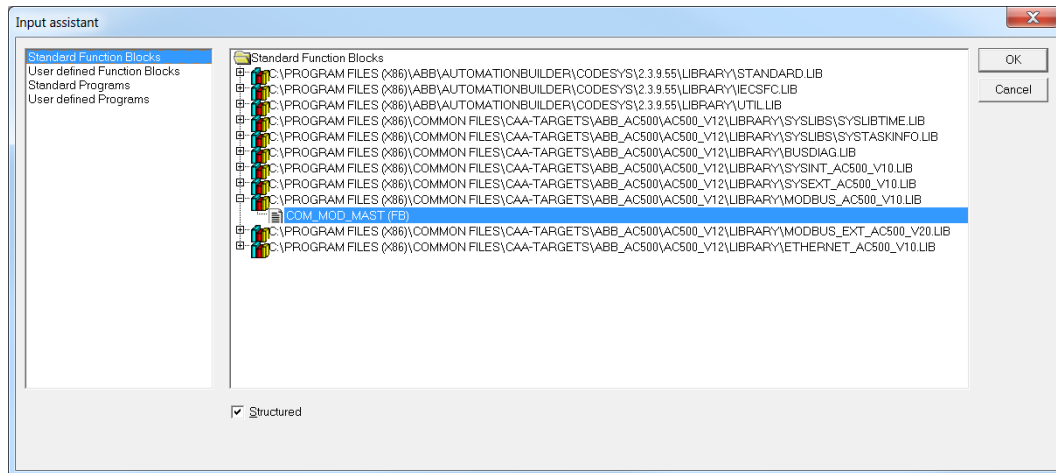 Input assistant
Standard Function Blocks
User defined Function Blocks
Standard Programs
User defined Programs
Standard Function Blocks
C:\PROGRAM FILES (X86)\ABB\AUTOMATIONBUILDER\CODESYS\2.3.9.55\LIBRARY\STANDARD.LIB
C:\PROGRAM FILES (X86)\ABB\AUTOMATIONBUILDER\CODESYS\2.3.9.55\LIBRARY\IECSFC.LIB
C:\PROGRAM FILES (X86)\ABB\AUTOMATIONBUILDER\CODESYS\2.3.9.55\LIBRARY\UTIL.LIB
C:\PROGRAM FILES (X86)\COMMON FILES\CAA-TARGETS\ABB_AC500\AC500_V12\LIBRARY\SYSLIBS\SYSLIBTIME.LIB
C:\PROGRAM FILES (X86)\COMMON FILES\CAA-TARGETS\ABB_AC500\AC500_V12\LIBRARY\SYSLIBS\SYSTASKINFO.LIB
C:\PROGRAM FILES (X86)\COMMON FILES\CAA-TARGETS\ABB_AC500\AC500_V12\LIBRARY\BUSDIAG.LIB
C:\PROGRAM FILES (X86)\COMMON FILES\CAA-TARGETS\ABB_AC500\AC500_V12\LIBRARY\SYSINT_AC500_V10.LIB
C:\PROGRAM FILES (X86)\COMMON FILES\CAA-TARGETS\ABB_AC500\AC500_V12\LIBRARY\SYSEXT_AC500_V10.LIB
C:\PROGRAM FILES (X86)\COMMON FILES\CAA-TARGETS\ABB_AC500\AC500_V12\LIBRARY\MODBUS_AC500_V10.LIB
COM_MOD_MAST (FB)
C:\PROGRAM FILES (X86)\COMMON FILES\CAA-TARGETS\ABB_AC500\AC500_V12\LIBRARY\MODBUS_EXT_AC500_V20.LIB
C:\PROGRAM FILES (X86)\COMMON FILES\CAA-TARGETS\ABB_AC500\AC500_V12\LIBRARY\ETHERNET_AC500_V10.LIB
OK
Cancel
Structured